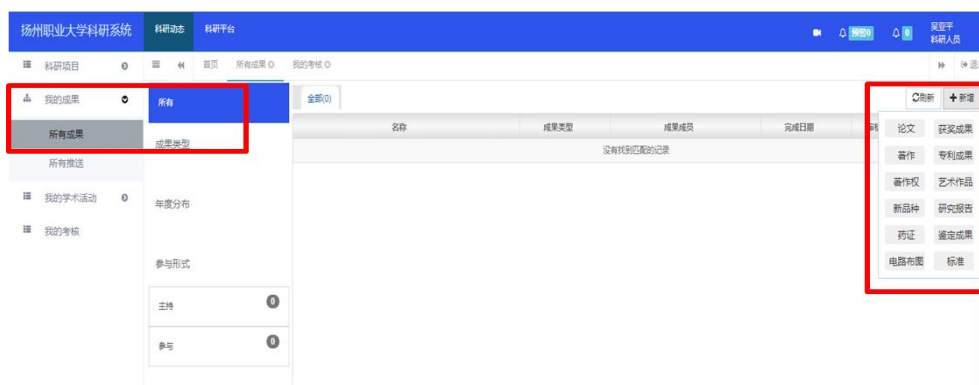 扬州职业大学科研系统 科研动态 科研平台 预警0 0 吴亚平
科研人员
科研项目 首页 所有成果 我的考核
我的成果 所有 全部(0) 刷新 新增
名称 成果类型 成果成员 完成日期
所有成果 成果类型 论文 获奖成果
没有找到匹配的记录
所有推送 著作 专利成果
著作权 艺术作品
我的学术活动 年度分布 新品种 研究报告
我的考核 药证 鉴定成果
参与形式 电路布图 标准
主持 0
参与 0